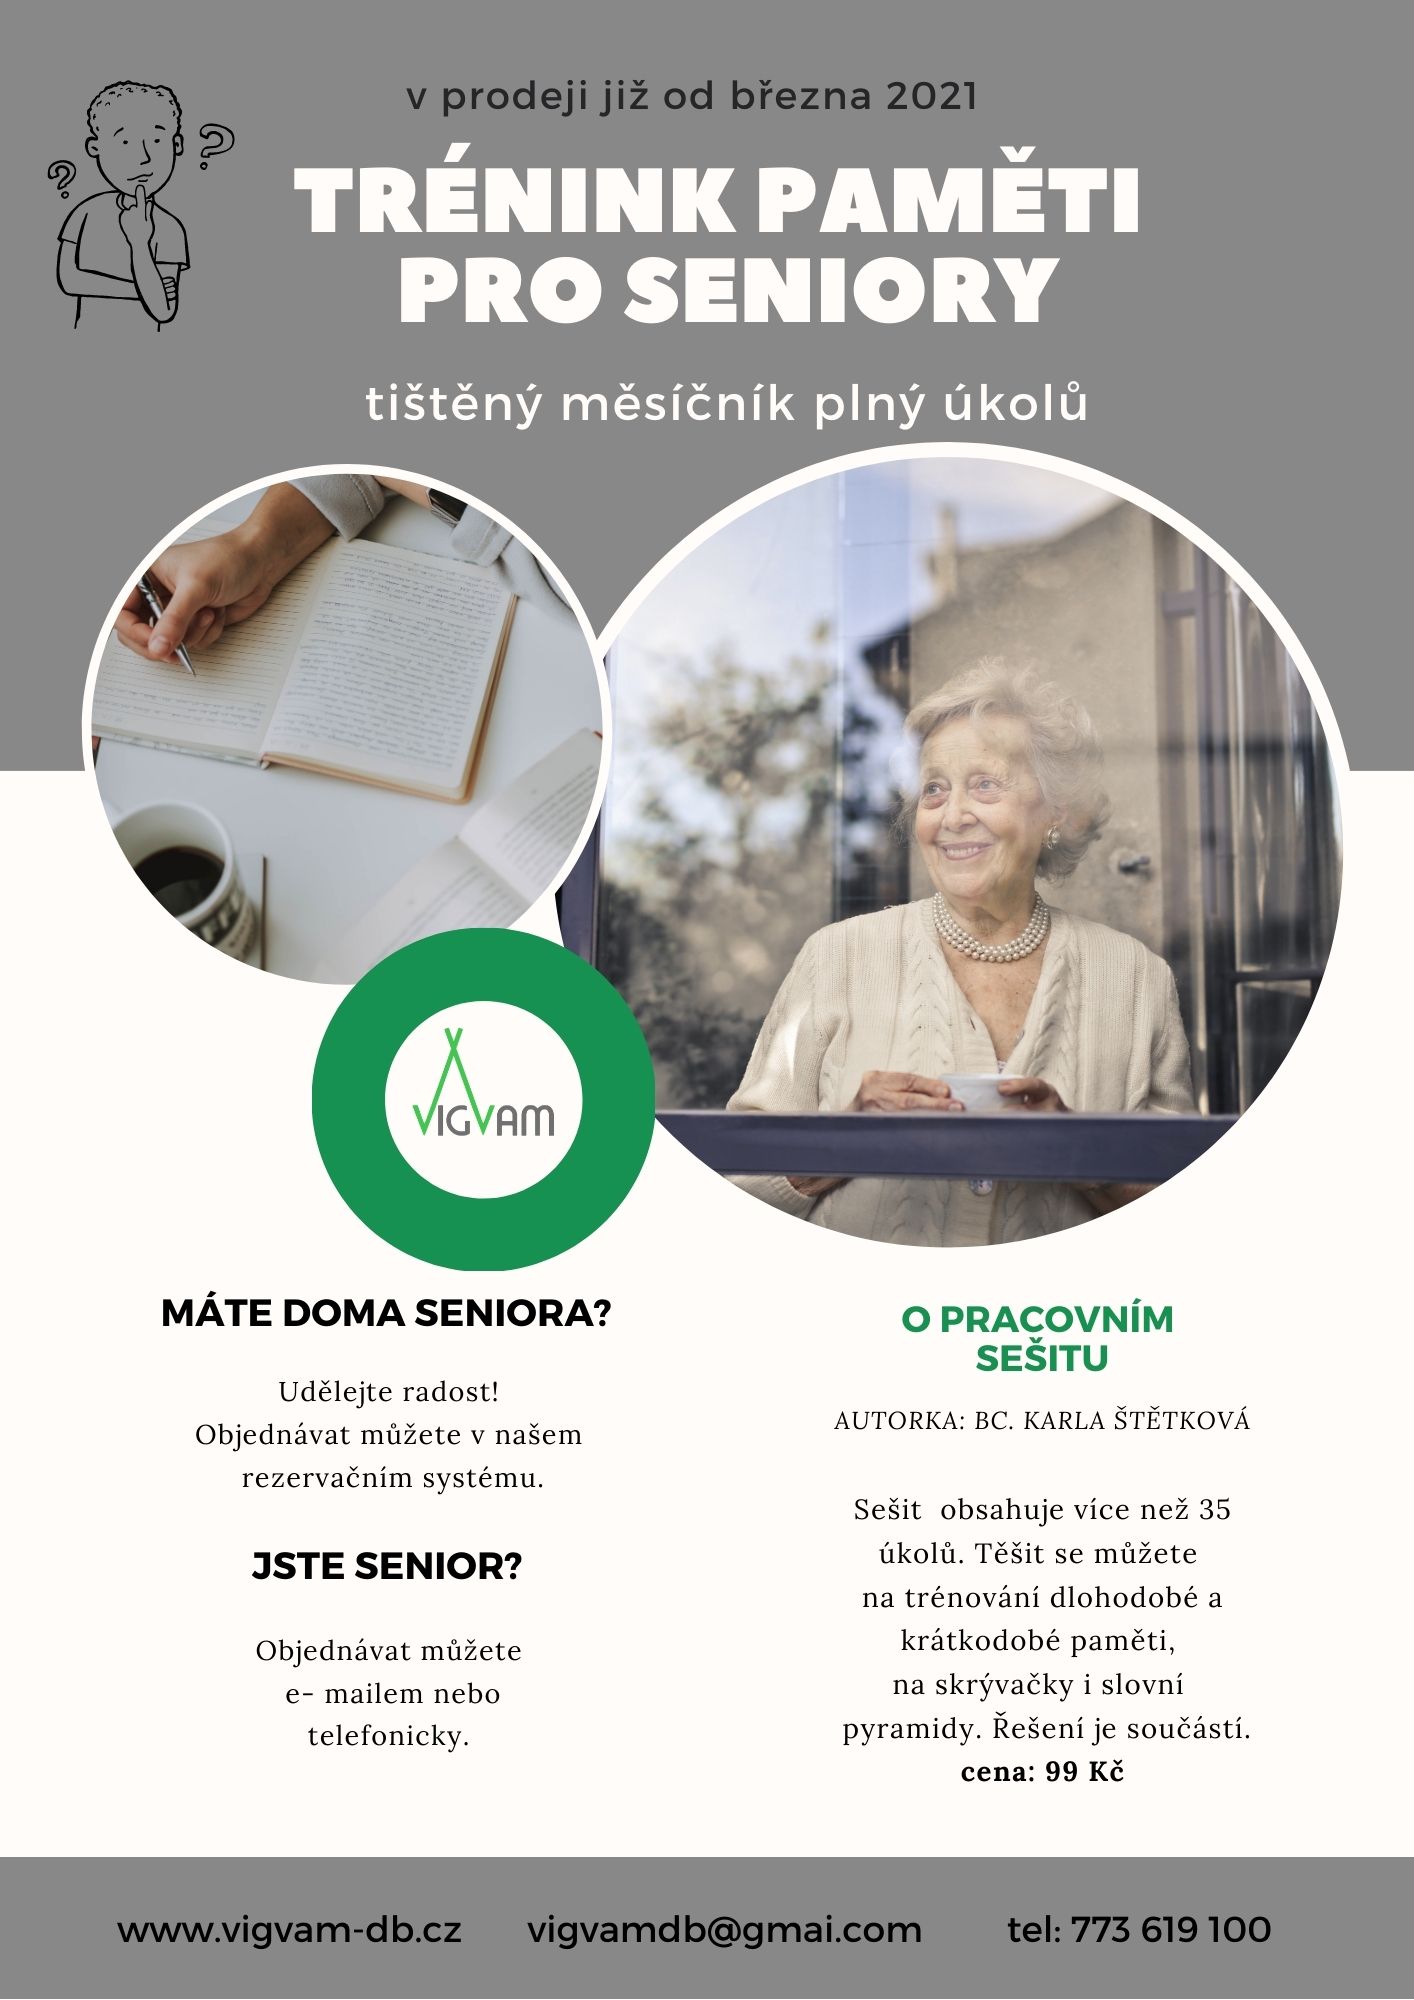 v prodeji již od března 2021
TRÉNINK PAMĚTI
PRO SENIORY
tištěný měsíčník plný úkolů
VIGVAM
MÁTE DOMA SENIORA?
Udělejte radost!
Objednávat můžete v našem
rezervačním systému.
JSTE SENIOR?
Objednávat můžete
e- mailem nebo
telefonicky.
O PRACOVNÍM
SEŠITU
AUTORKA: BC. KARLA ŠTĚTKOVÁ
Sešit obsahuje více než 35
úkolů. Těšit se můžete
na trénování dlohodobé a
krátkodobé paměti,
na skrývačky i slovní
pyramidy. Řešení je součástí.
cena: 99 Kč
www.vigvam-db.cz vigvamdb@gmai.com tel: 773 619 100